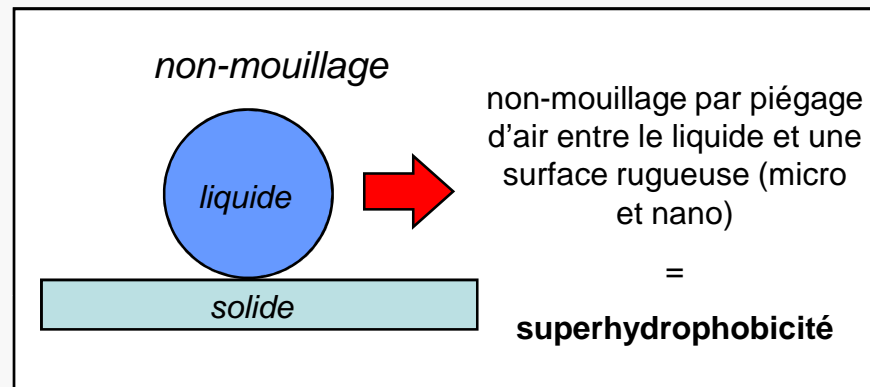 non-mouillage
liquide
solide
non-mouillage par piégage
d'air entre le liquide et une
surface rugueuse (micro
et nano)
=
superhydrophobicité